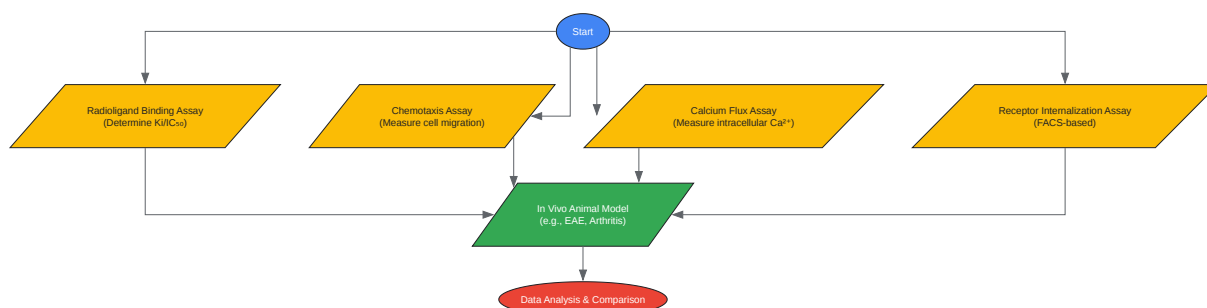 Start
Radioligand Binding Assay
(Determine Ki/IC₅₀)
Chemotaxis Assay
(Measure cell migration)
Calcium Flux Assay
(Measure intracellular Ca²⁺)
Receptor Internalization Assay
(FACS-based)
In Vivo Animal Model
(e.g., EAE, Arthritis)
Data Analysis & Comparison